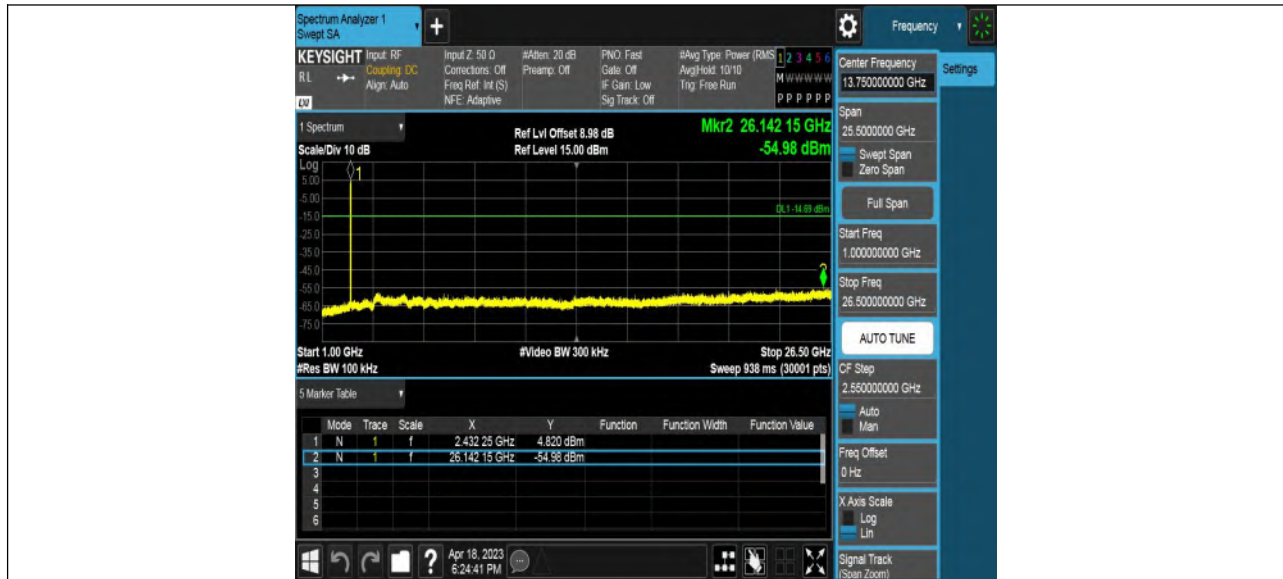 Spectrum Analyzer 1
Swept SA
+
Frequency
KEYSIGHT
RL
LXI
Input: RF
Coupling: DC
Align: Auto
Input Z: 50 Ω
Corrections: Off
Freq Ref: Int (S)
NFE: Adaptive
#Atten: 20 dB
Preamp: Off
PNO: Fast
Gate: Off
IF Gain: Low
Sig Track: Off
#Avg Type: Power (RMS
Avg|Hold: 10/10
Trig: Free Run
1 2 3 4 5 6
M W W W W W
P P P P P P
Center Frequency
13.750000000 GHz
Settings
1 Spectrum
Scale/Div 10 dB
Ref Lvl Offset 8.98 dB
Ref Level 15.00 dBm
Mkr2 26.142 15 GHz
-54.98 dBm
Log
5.00
-5.00
-15.0
-25.0
-35.0
-45.0
-55.0
-65.0
-75.0
1
DL1 -14.69 dBm
2
Start 1.00 GHz
#Res BW 100 kHz
#Video BW 300 kHz
Stop 26.50 GHz
Sweep 938 ms (30001 pts)
Span
25.5000000 GHz
Swept Span
Zero Span
Full Span
Start Freq
1.000000000 GHz
Stop Freq
26.500000000 GHz
AUTO TUNE
CF Step
2.550000000 GHz
Auto
Man
Freq Offset
0 Hz
X Axis Scale
Log
Lin
Signal Track
(Span Zoom)
5 Marker Table
Mode Trace Scale X Y Function Function Width Function Value
1 N 1 f 2.432 25 GHz 4.820 dBm
2 N 1 f 26.142 15 GHz -54.98 dBm
3
4
5
6
?
Apr 18, 2023
6:24:41 PM